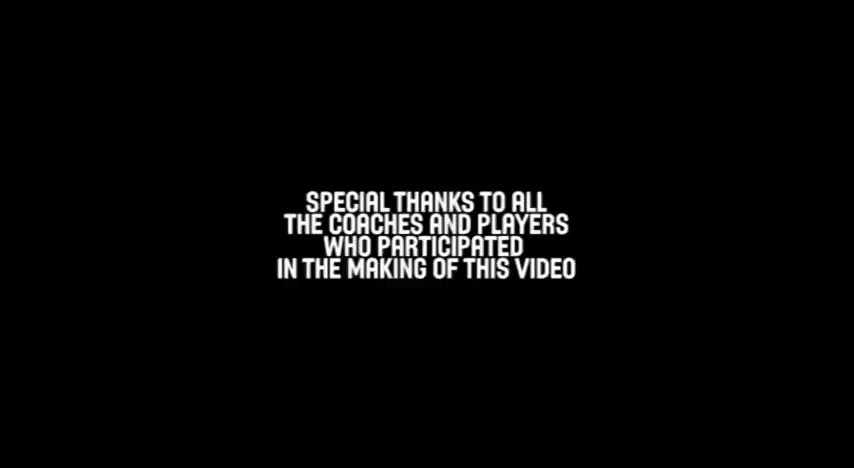 SPECIAL THANKS TO ALL
THE COACHES AND PLAYERS
WHO PARTICIPATED
IN THE MAKING OF THIS VIDEO